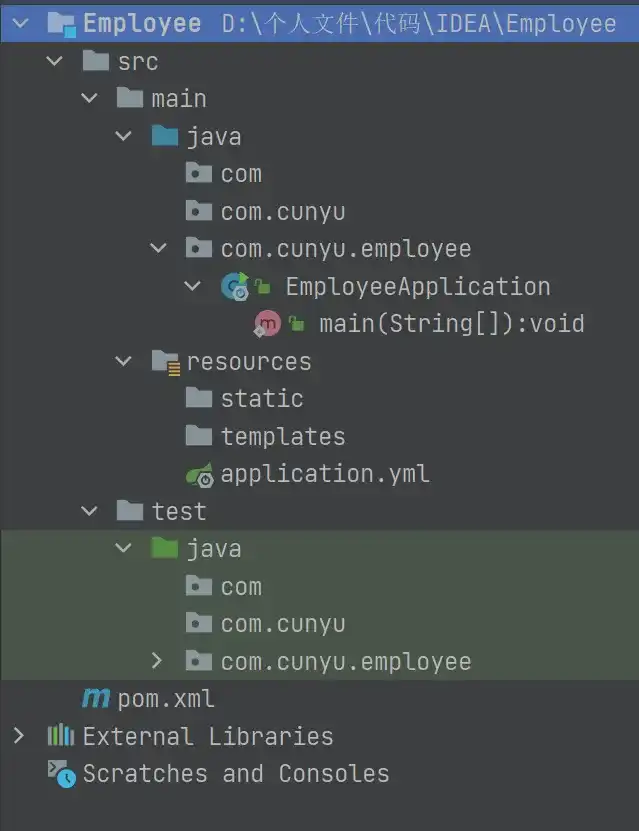 Employee D:\个人文件\代码\IDEA\Employee
src
main
java
com
com.cunyu
com.cunyu.employee
EmployeeApplication
main(String[]):void
resources
static
templates
application.yml
test
java
com
com.cunyu
com.cunyu.employee
pom.xml
External Libraries
Scratches and Consoles